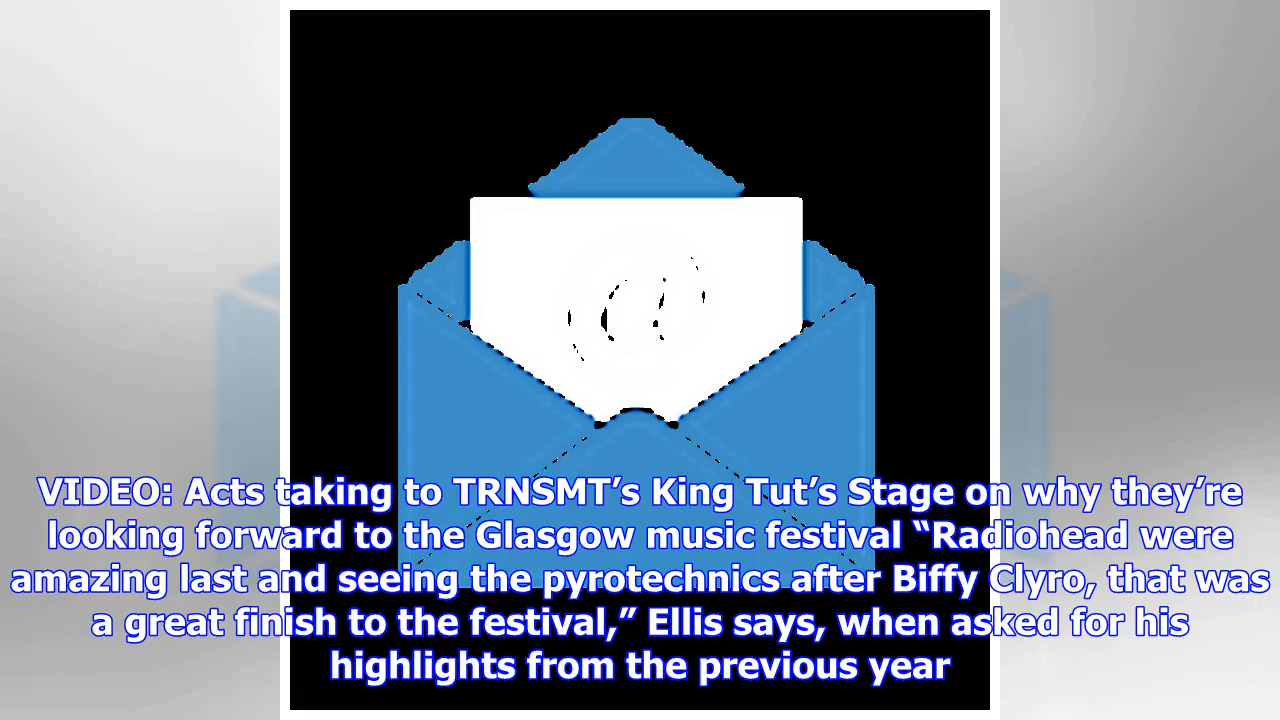 @
VIDEO: Acts taking to TRNSMT’s King Tut’s Stage on why they’re
looking forward to the Glasgow music festival “Radiohead were
amazing last and seeing the pyrotechnics after Biffy Clyro, that was
a great finish to the festival,” Ellis says, when asked for his
highlights from the previous year